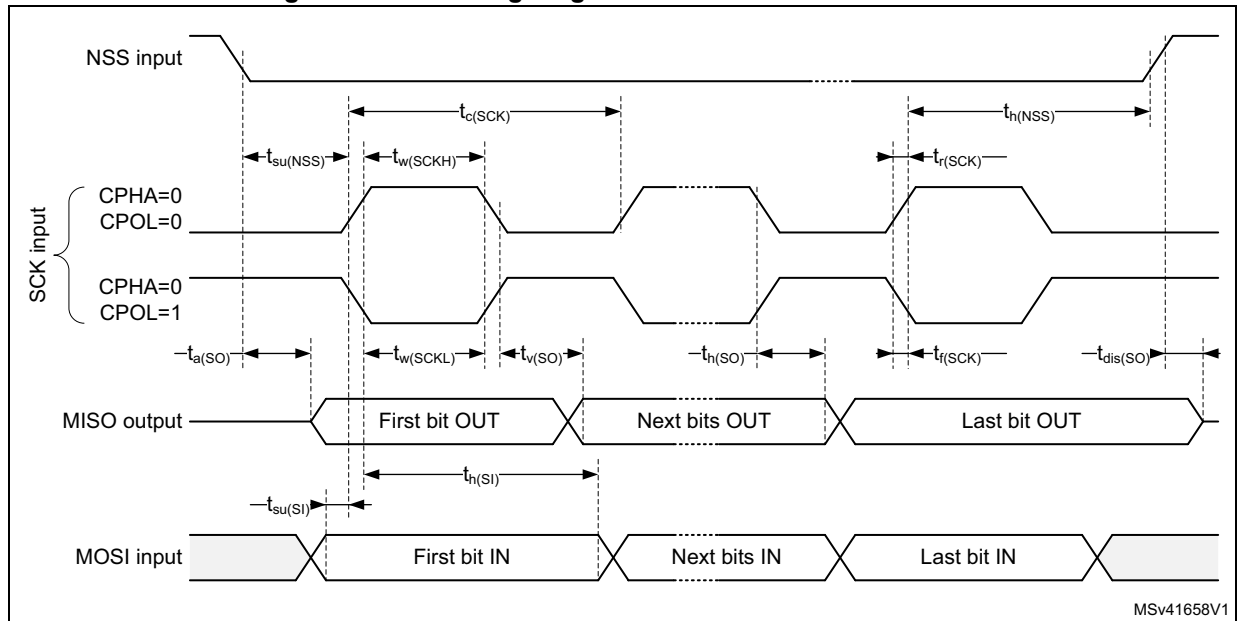 NSS input
tc(SCK)
th(NSS)
tsu(NSS)
tw(SCKH)
tr(SCK)
SCK input
CPHA=0
CPOL=0
CPHA=0
CPOL=1
ta(SO)
tw(SCKL)
tv(SO)
th(SO)
tf(SCK)
tdis(SO)
MISO output
First bit OUT
Next bits OUT
Last bit OUT
th(SI)
tsu(SI)
MOSI input
First bit IN
Next bits IN
Last bit IN
MSv41658V1